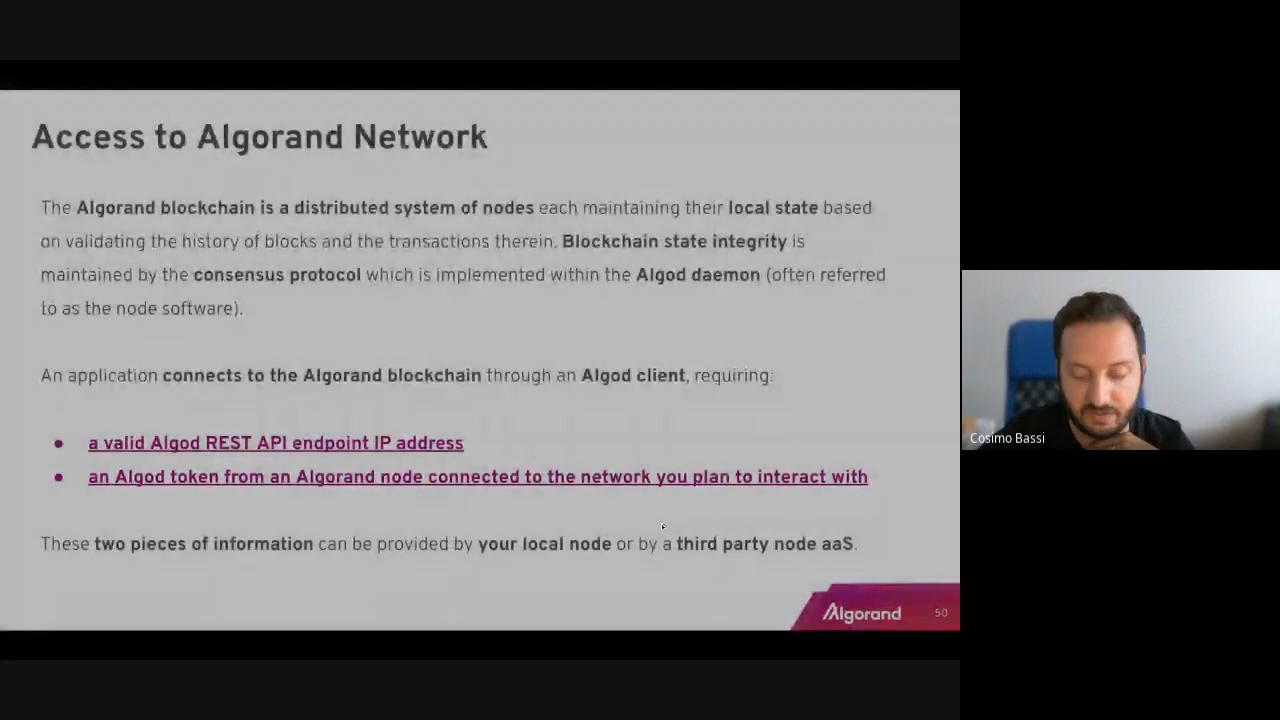 Access to Algorand Network
The Algorand blockchain is a distributed system of nodes each maintaining their local state based
on validating the history of blocks and the transactions therein. Blockchain state integrity is
maintained by the consensus protocol which is implemented within the Algod daemon (often referred
to as the node software).
An application connects to the Algorand blockchain through an Algod client, requiring:
• a valid Algod REST API endpoint IP address
• an Algod token from an Algorand node connected to the network you plan to interact with
These two pieces of information can be provided by your local node or by a third party node aaS.
Algorand 50
Cosimo Bassi